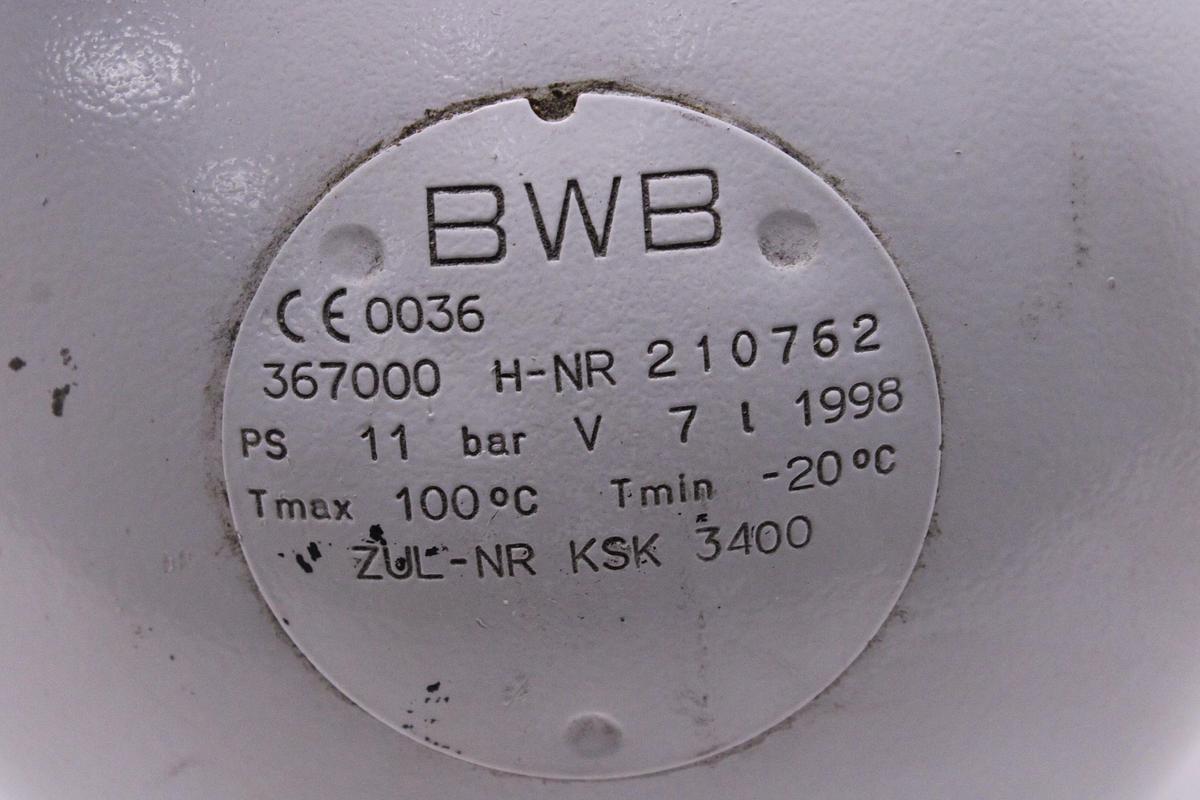 BWB
CE 0036
367000 H-NR 210762
PS 11 bar V 7 l 1998
Tmax 100°C Tmin -20°C
ZUL-NR KSK 3400